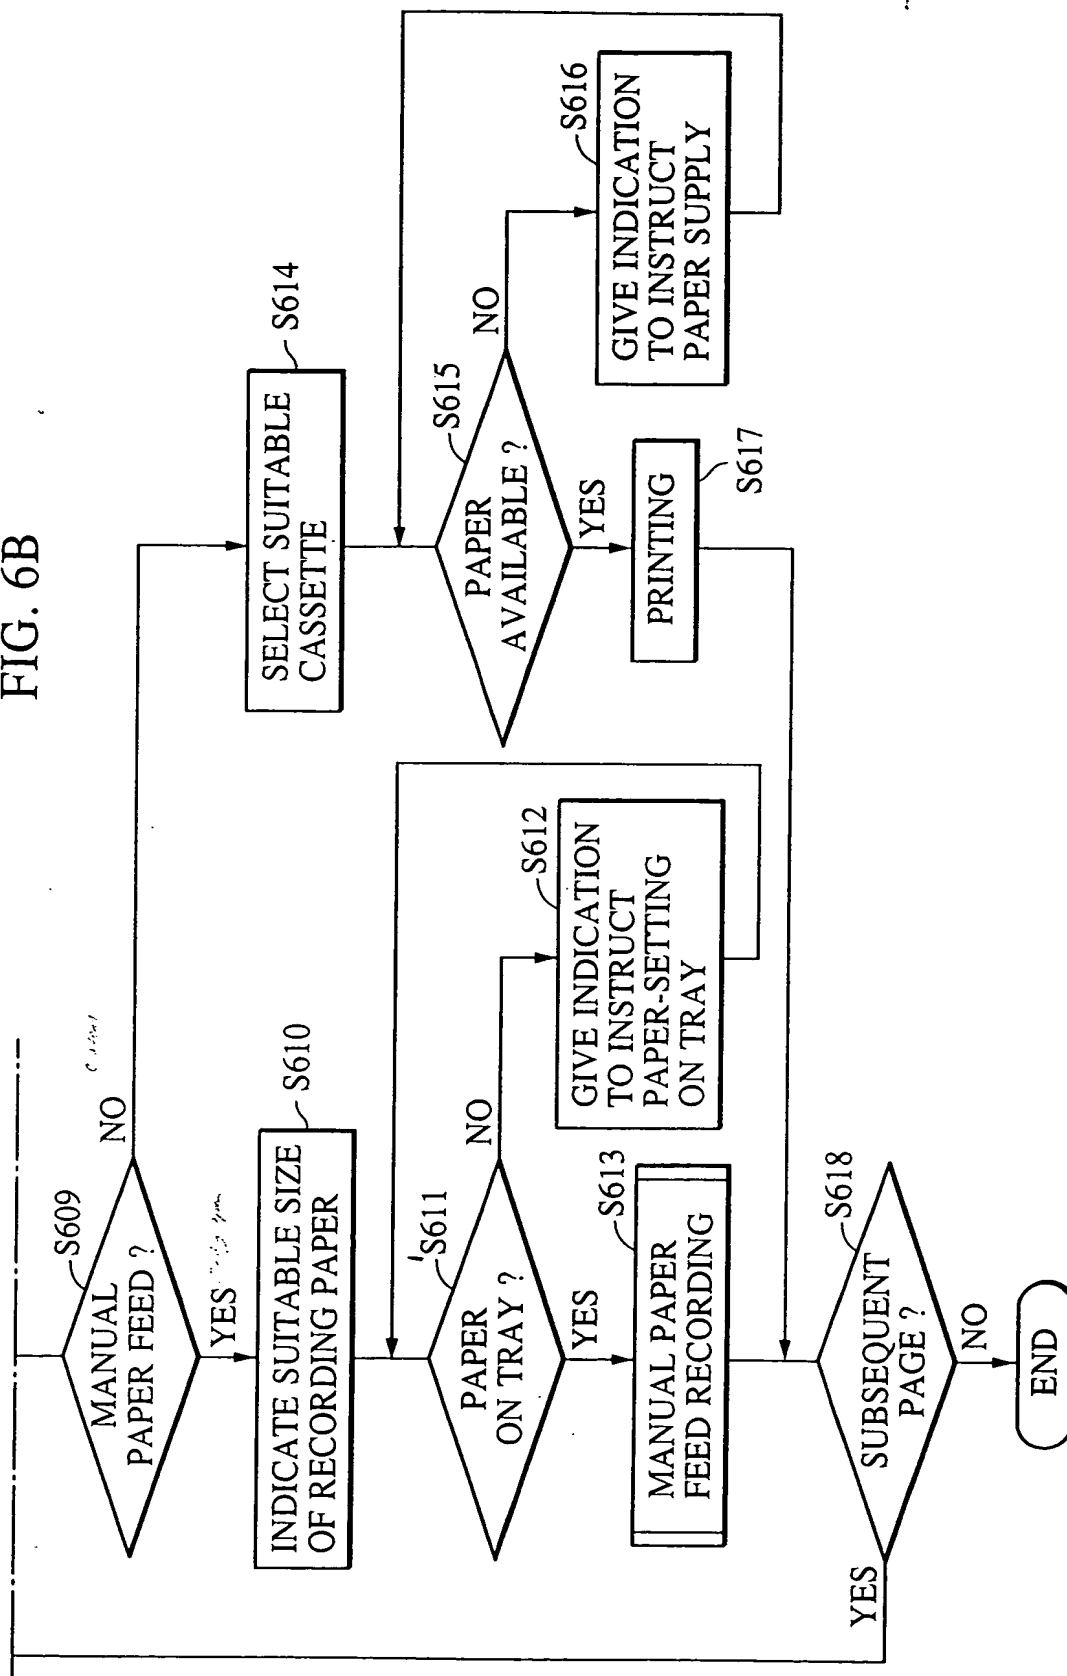 FIG. 6B
S609
MANUAL
PAPER FEED ?
NO
YES
S610
INDICATE SUITABLE SIZE
OF RECORDING PAPER
S611
PAPER
ON TRAY ?
NO
YES
S612
GIVE INDICATION
TO INSTRUCT
PAPER-SETTING
ON TRAY
S613
MANUAL PAPER
FEED RECORDING
S614
SELECT SUITABLE
CASSETTE
S615
PAPER
AVAILABLE ?
NO
YES
S616
GIVE INDICATION
TO INSTRUCT
PAPER SUPPLY
S617
PRINTING
S618
SUBSEQUENT
PAGE ?
YES
NO
END